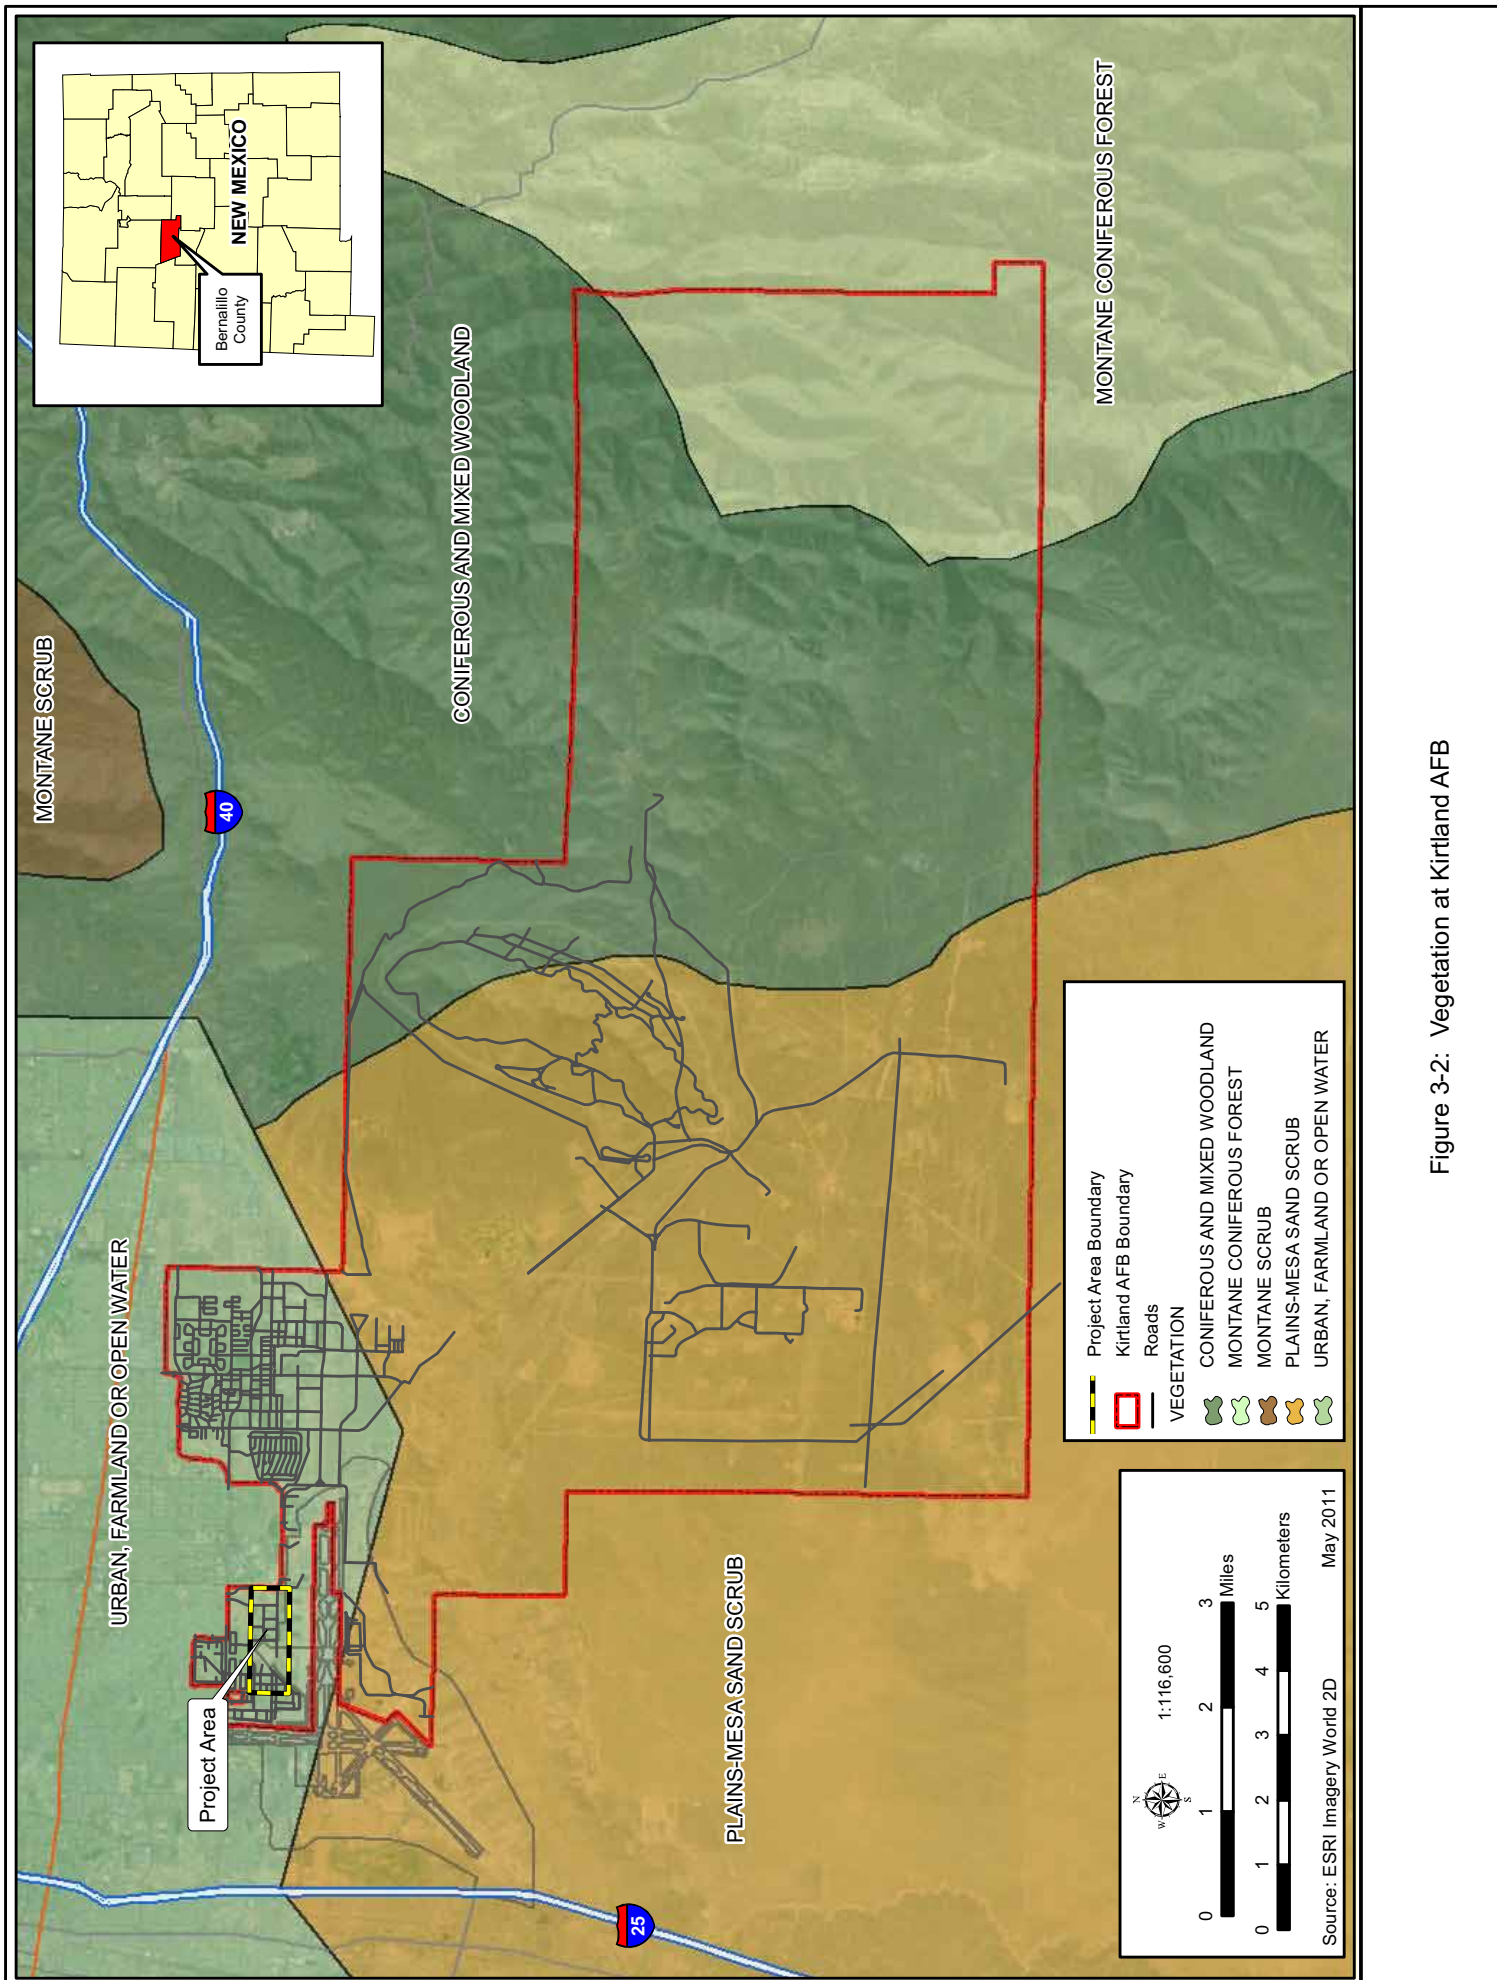 MONTANE SCRUB
NEW MEXICO
Bernalillo
County
40
CONIFEROUS AND MIXED WOODLAND
URBAN, FARMLAND OR OPEN WATER
Project Area
MONTANE CONIFEROUS FOREST
PLAINS-MESA SAND SCRUB
25
N
W
E
S
1:116,600
0 1 2 3
Miles
0 1 2 3 4 5
Kilometers
Source: ESRI Imagery World 2D
May 2011
Project Area Boundary
Kirtland AFB Boundary
Roads
VEGETATION
CONIFEROUS AND MIXED WOODLAND
MONTANE CONIFEROUS FOREST
MONTANE SCRUB
PLAINS-MESA SAND SCRUB
URBAN, FARMLAND OR OPEN WATER
Figure 3-2: Vegetation at Kirtland AFB